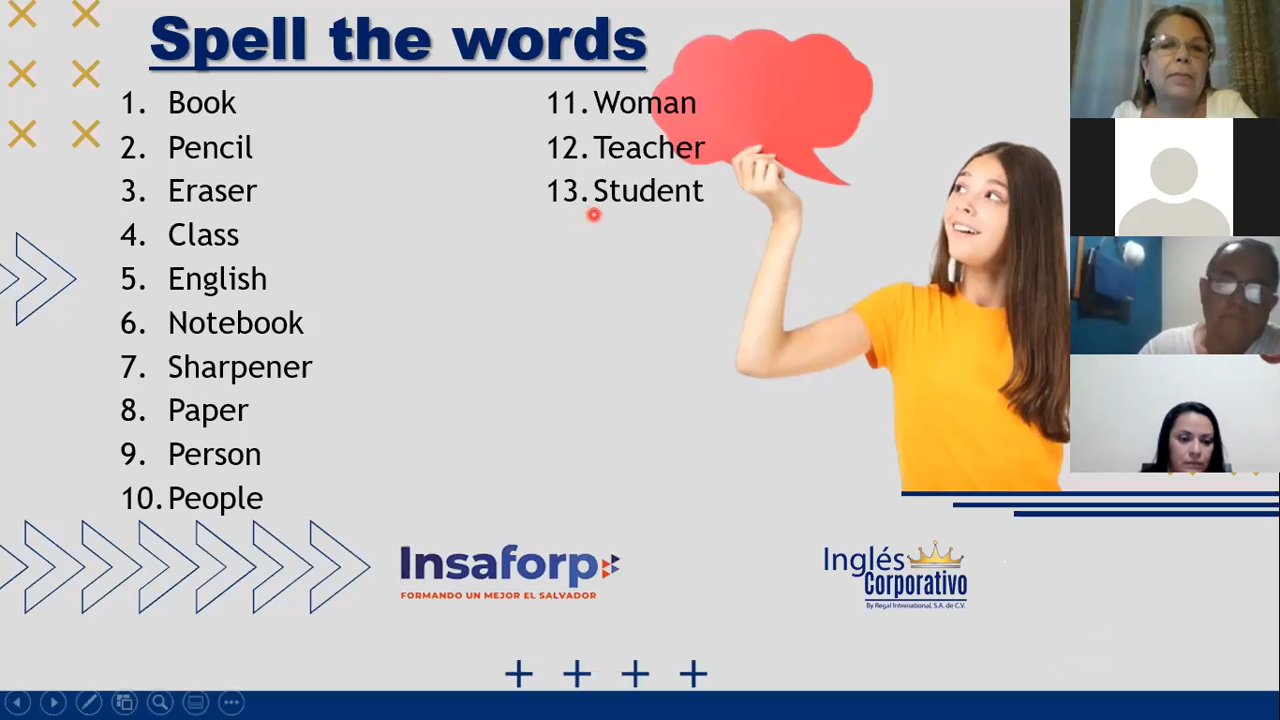 Spell the words
1. Book
2. Pencil
3. Eraser
4. Class
5. English
6. Notebook
7. Sharpener
8. Paper
9. Person
10. People
11. Woman
12. Teacher
13. Student
Insaforp
FORMANDO UN MEJOR EL SALVADOR
Inglés
Corporativo
By Regal International, S.A. de C.V.